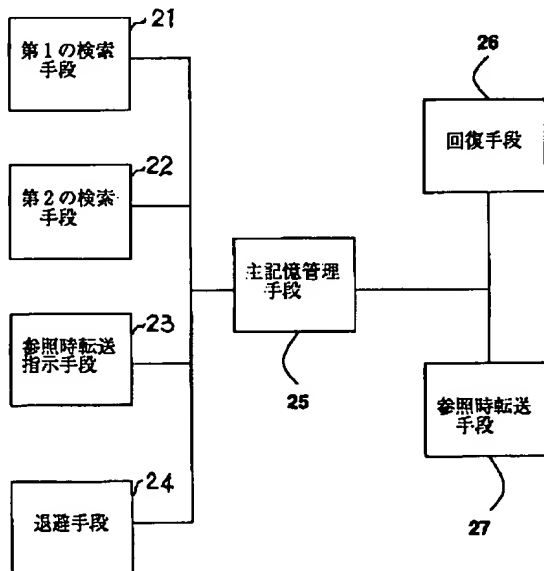 21
第1の検索
手段
22
第2の検索
手段
23
参照時転送
指示手段
24
退避手段
主記憶管理
手段
25
26
回復手段
参照時転送
手段
27